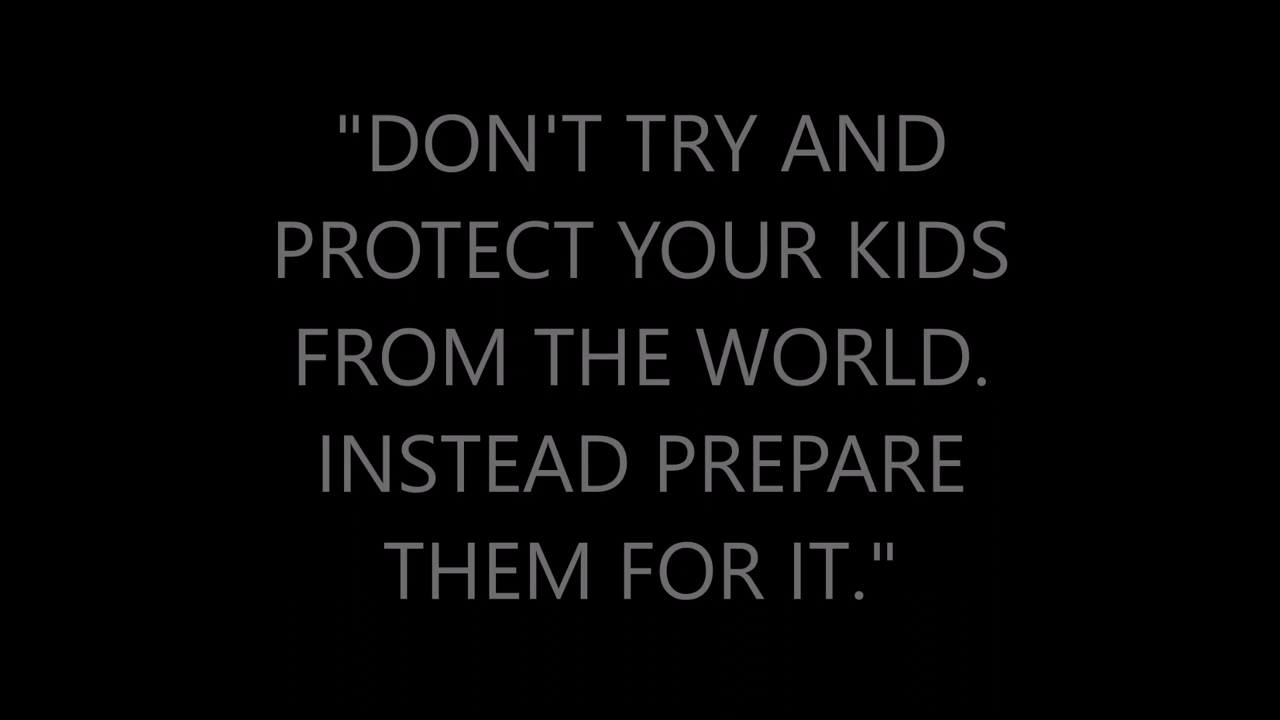 "DON'T TRY AND
PROTECT YOUR KIDS
FROM THE WORLD.
INSTEAD PREPARE
THEM FOR IT."